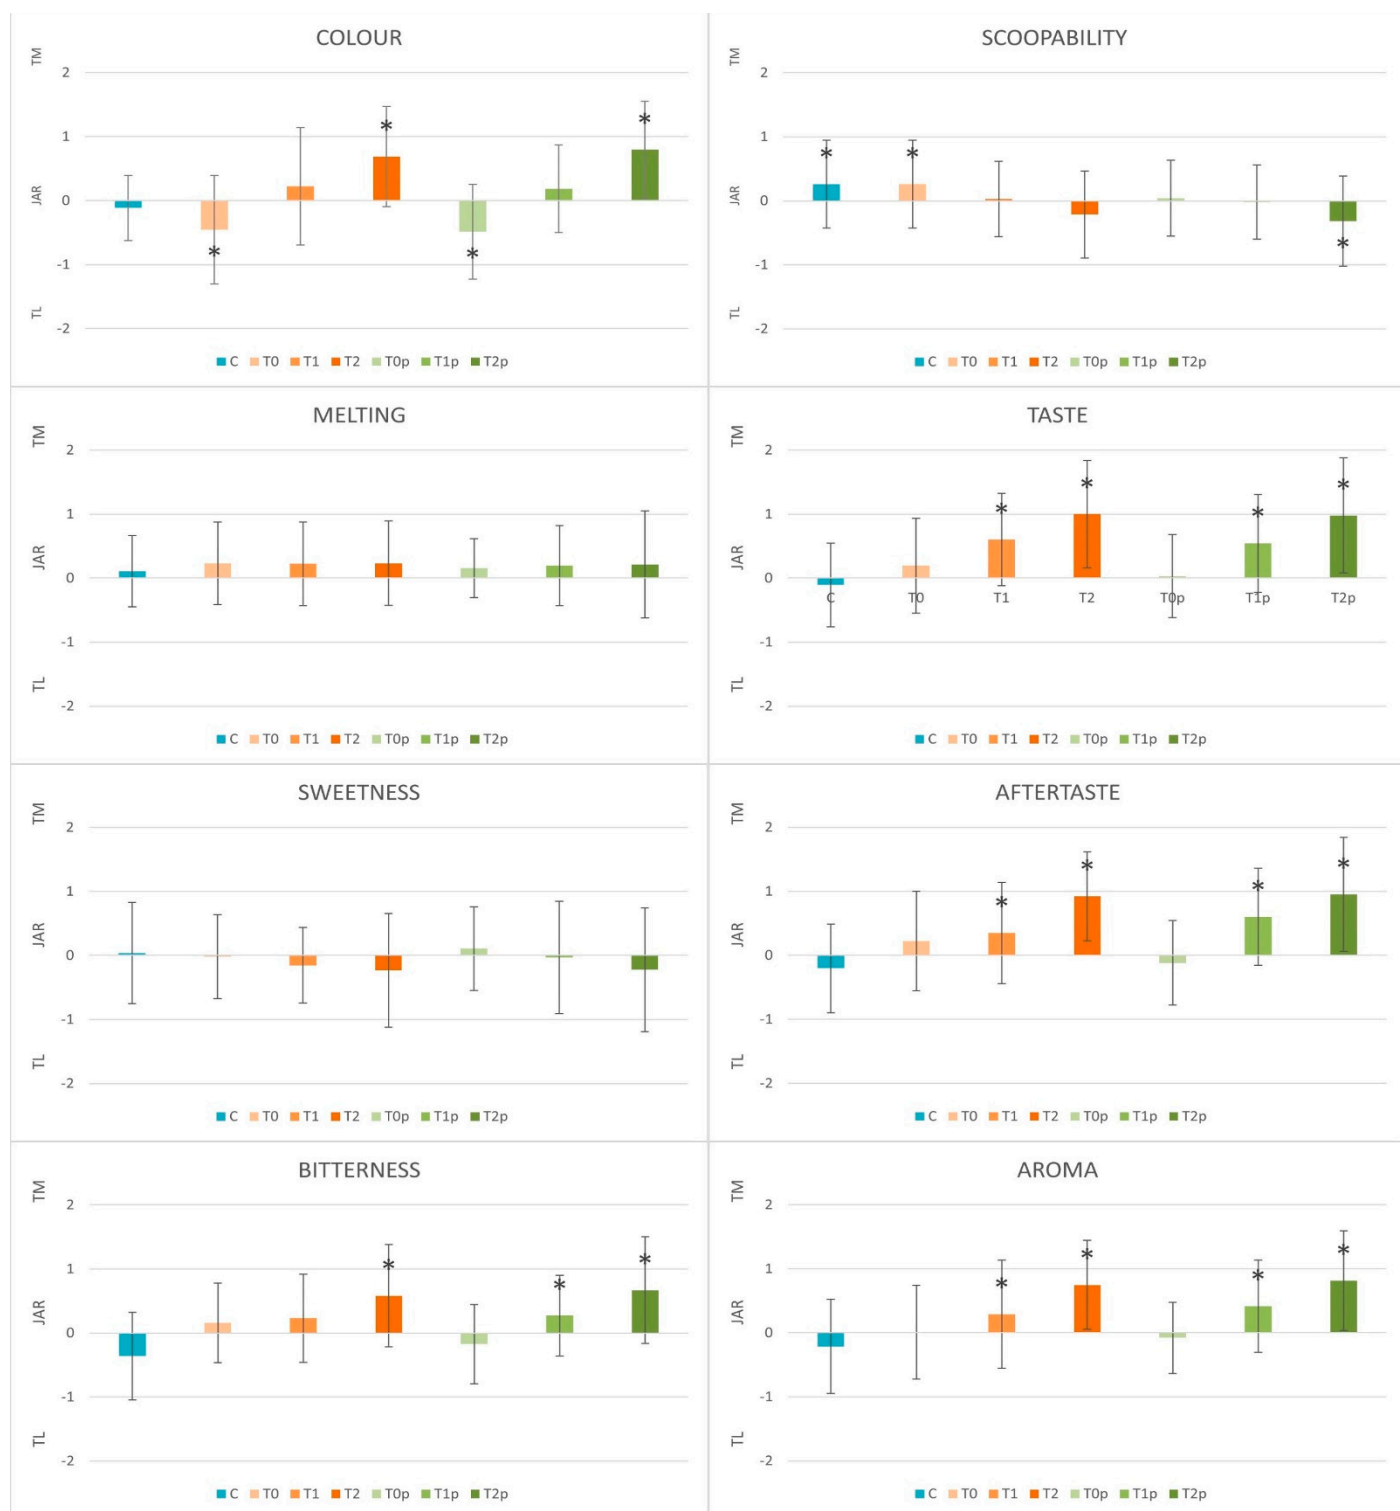 COLOUR
TM
2
1
JAR
0
-1
TL
-2
C T0 T1 T2 T0p T1p T2p
SCOOPABILITY
TM
2
1
JAR
0
-1
TL
-2
C T0 T1 T2 T0p T1p T2p
MELTING
TM
2
1
JAR
0
-1
TL
-2
C T0 T1 T2 T0p T1p T2p
TASTE
TM
2
1
JAR
0
C T0 T1 T2 T0p T1p T2p
-1
TL
-2
C T0 T1 T2 T0p T1p T2p
SWEETNESS
TM
2
1
JAR
0
-1
TL
-2
C T0 T1 T2 T0p T1p T2p
AFTERTASTE
TM
2
1
JAR
0
-1
TL
-2
C T0 T1 T2 T0p T1p T2p
BITTERNESS
TM
2
1
JAR
0
-1
TL
-2
C T0 T1 T2 T0p T1p T2p
AROMA
TM
2
1
JAR
0
-1
TL
-2
C T0 T1 T2 T0p T1p T2p